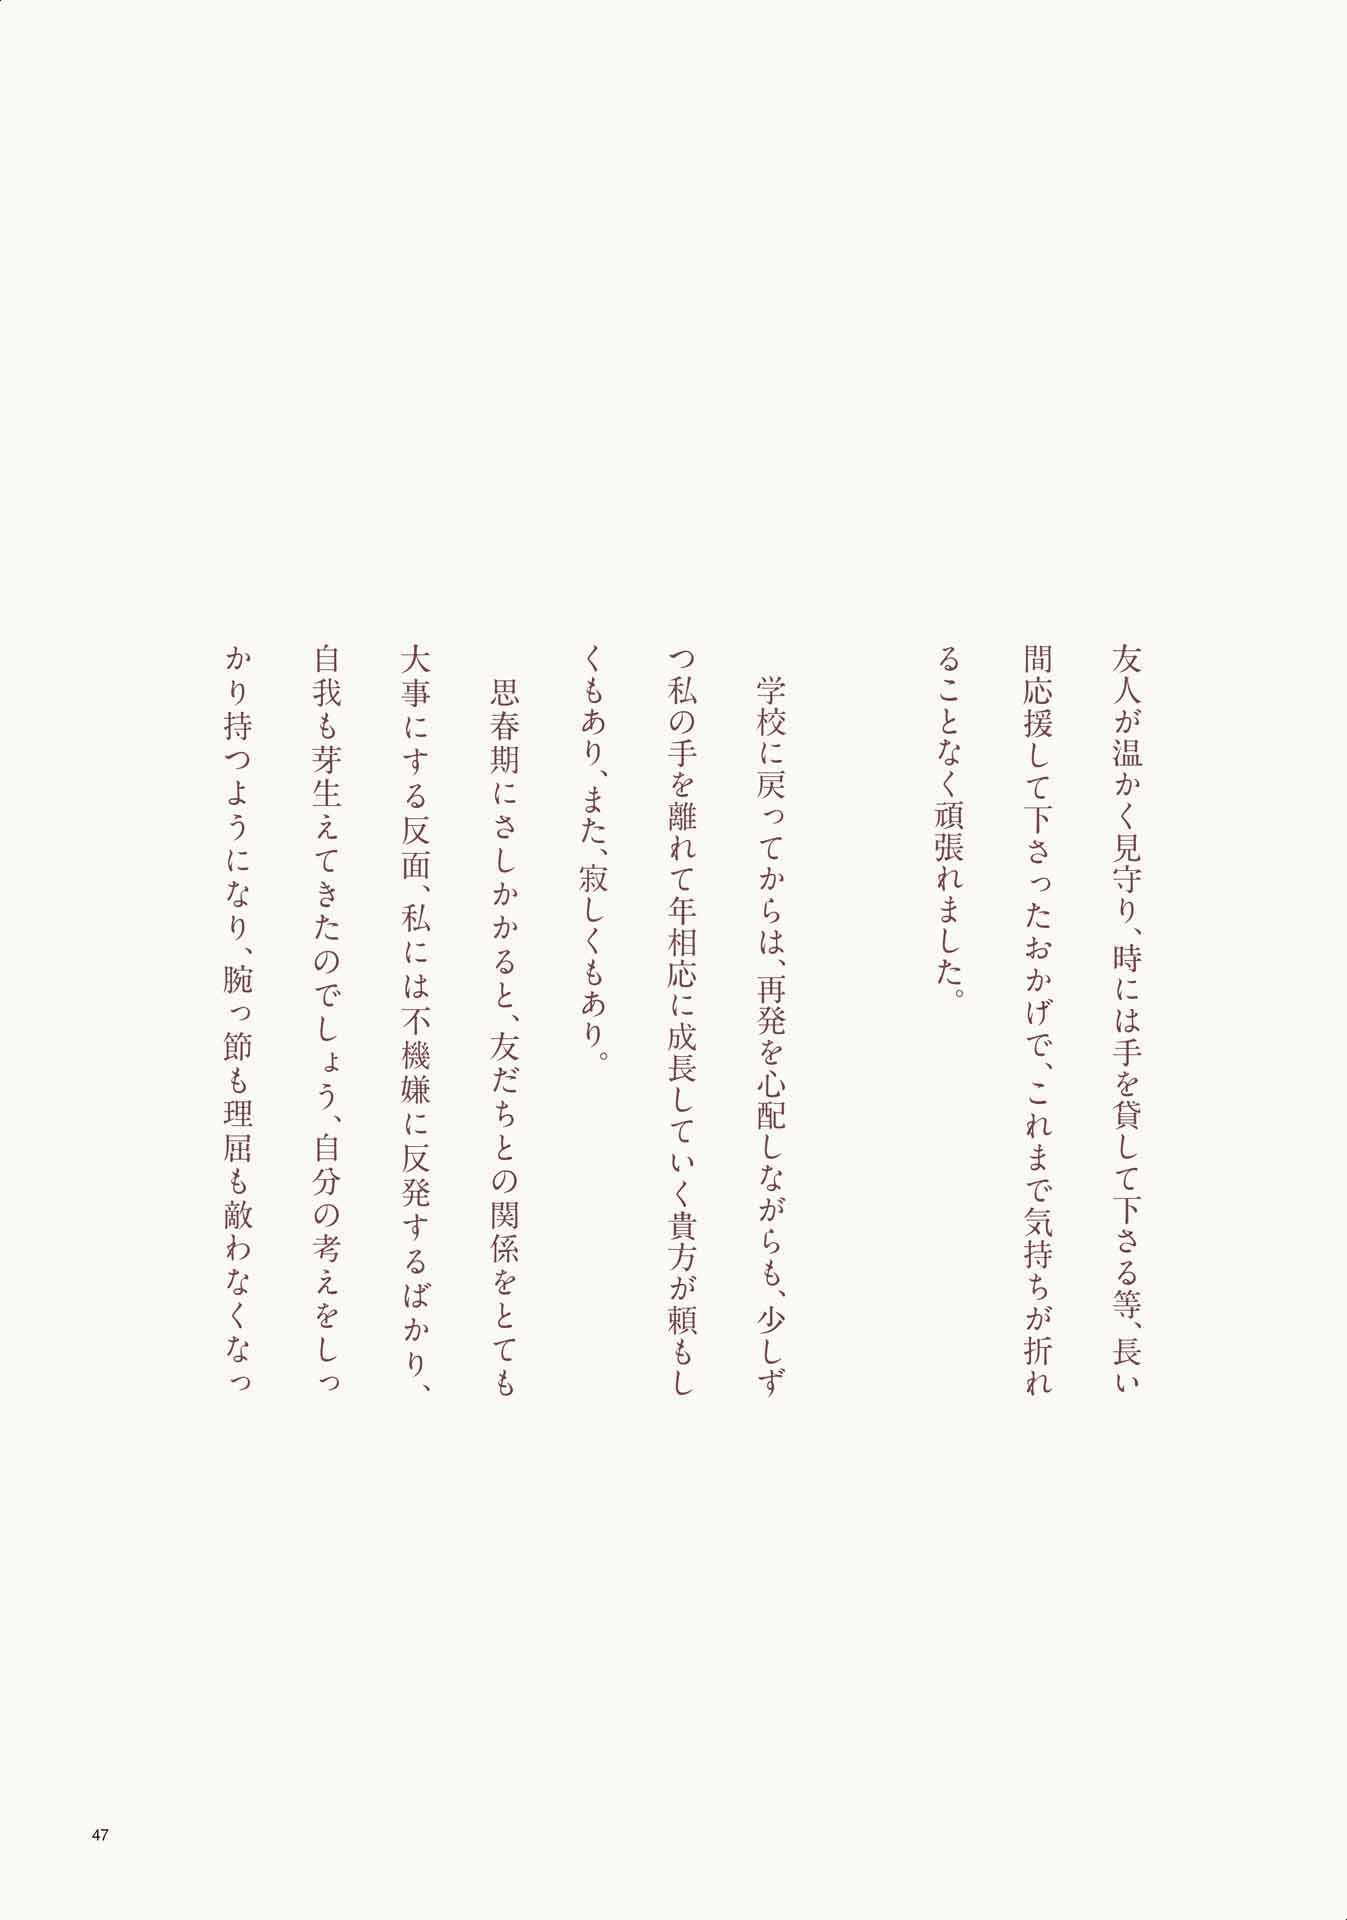 友人が温かく見守り、時には手を貸して下さる等、長い
間応援して下さったおかげで、これまで気持ちが折れ
ることなく頑張れました。
学校に戻ってからは、再発を心配しながらも、少しず
つ私の手を離れて年相応に成長していく貴方が頼もし
くもあり、また、寂しくもあり。
思春期にさしかかると、友だちとの関係をとても
大事にする反面、私には不機嫌に反発するばかり、
自我も芽生えてきたのでしょう、自分の考えをしっ
かり持つようになり、腕っ節も理屈も敵わなくなっ
47